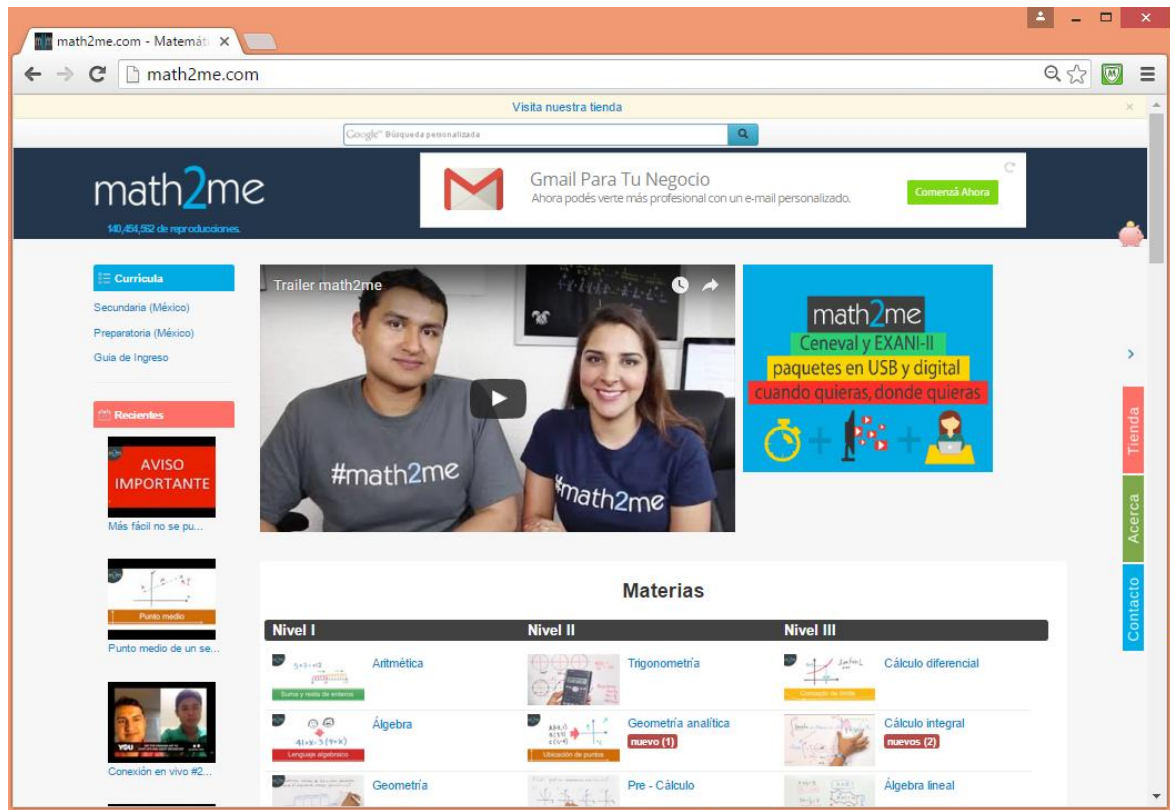 math2me.com - Matemáti
math2me.com
Visita nuestra tienda
Google™ Búsqueda personalizada
math2me
140,454,552 de reproducciones.
Gmail Para Tu Negocio
Ahora podés verte más profesional con un e-mail personalizado.
Comenzá Ahora
Currícula
Secundaria (México)
Preparatoria (México)
Guia de Ingreso
Recientes
AVISO
IMPORTANTE
Más fácil no se pu...
Punto medio
Punto medio de un se...
YOU
Conexión en vivo #2...
Trailer math2me
#math2me
#math2me
math2me
Ceneval y EXANI-II
paquetes en USB y digital
cuando quieras, donde quieras
Tienda
Acerca
Contacto
Materias
Nivel I
Nivel II
Nivel III
Suma y resta de enteros
Aritmética
Trigonometría
Concepto de límite
Cálculo diferencial
Lenguaje algebraico
Álgebra
Ubicación de puntos
Geometría analítica
nuevo (1)
Cálculo integral
nuevos (2)
Geometría
Pre - Cálculo
Álgebra lineal